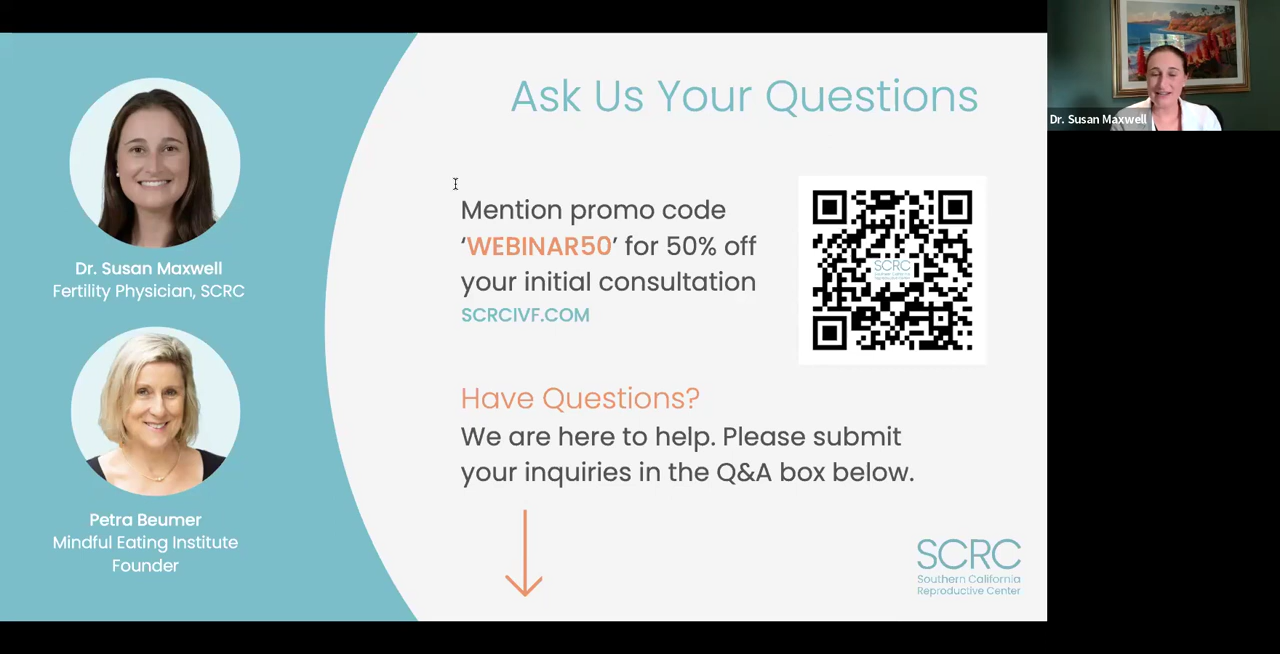 Ask Us Your Questions
Dr. Susan Maxwell
Fertility Physician, SCRC
Petra Beumer
Mindful Eating Institute
Founder
Mention promo code
‘WEBINAR50’ for 50% off
your initial consultation
SCRCIVF.COM
SCRC
Have Questions?
We are here to help. Please submit
your inquiries in the Q&A box below.
SCRC
Southern California
Reproductive Center
Dr. Susan Maxwell